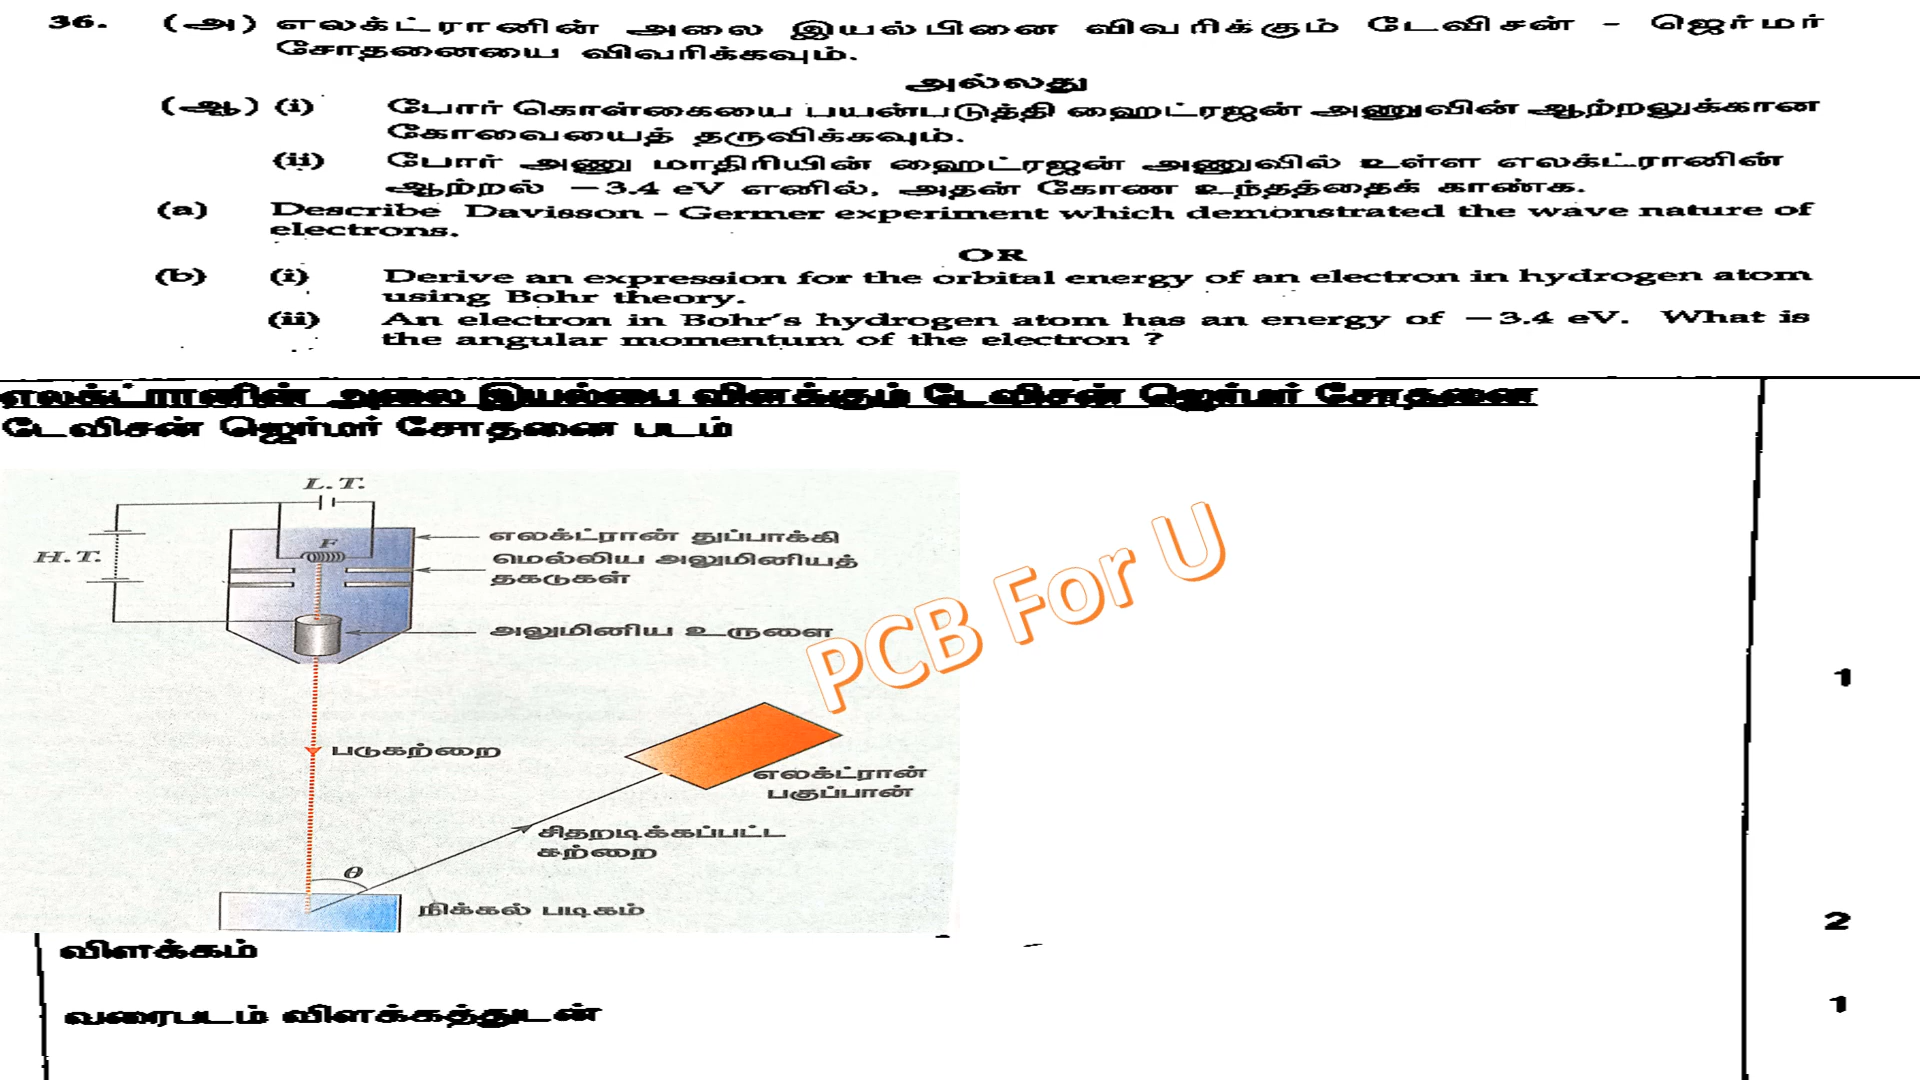 36. (அ) எலக்ட்ரானின் அலை இயல்பினை விவரிக்கும் டேவிசன் - ஜெர்மர்
சோதனையை விவரிக்கவும்.
அல்லது
(ஆ) (i) போர் கொள்கையை பயன்படுத்தி ஹைட்ரஜன் அணுவின் ஆற்றலுக்கான
கோவையைத் தருவிக்கவும்.
(ii) போர் அணு மாதிரியின் ஹைட்ரஜன் அணுவில் உள்ள எலக்ட்ரானின்
ஆற்றல் −3.4 eV எனில், அதன் கோண உந்தத்தைக் காண்க.
(a) Describe Davisson - Germer experiment which demonstrated the wave nature of
electrons.
OR
(b) (i) Derive an expression for the orbital energy of an electron in hydrogen atom
using Bohr theory.
(ii) An electron in Bohr's hydrogen atom has an energy of −3.4 eV. What is
the angular momentum of the electron ?
எலக்ட்ரானின் அலை இயல்பை விளக்கும் டேவிசன் ஜெர்மர் சோதனை
டேவிசன் ஜெர்மர் சோதனை படம்
L.T.
எலக்ட்ரான் துப்பாக்கி
F
H.T.
மெல்லிய அலுமினியத்
தகடுகள்
அலுமினிய உருளை
PCB For U
1
படுகற்றை
எலக்ட்ரான்
பகுப்பான்
சிதறடிக்கப்பட்ட
கற்றை
θ
நிக்கல் படிகம்
2
விளக்கம்
வரைபடம் விளக்கத்துடன்
1